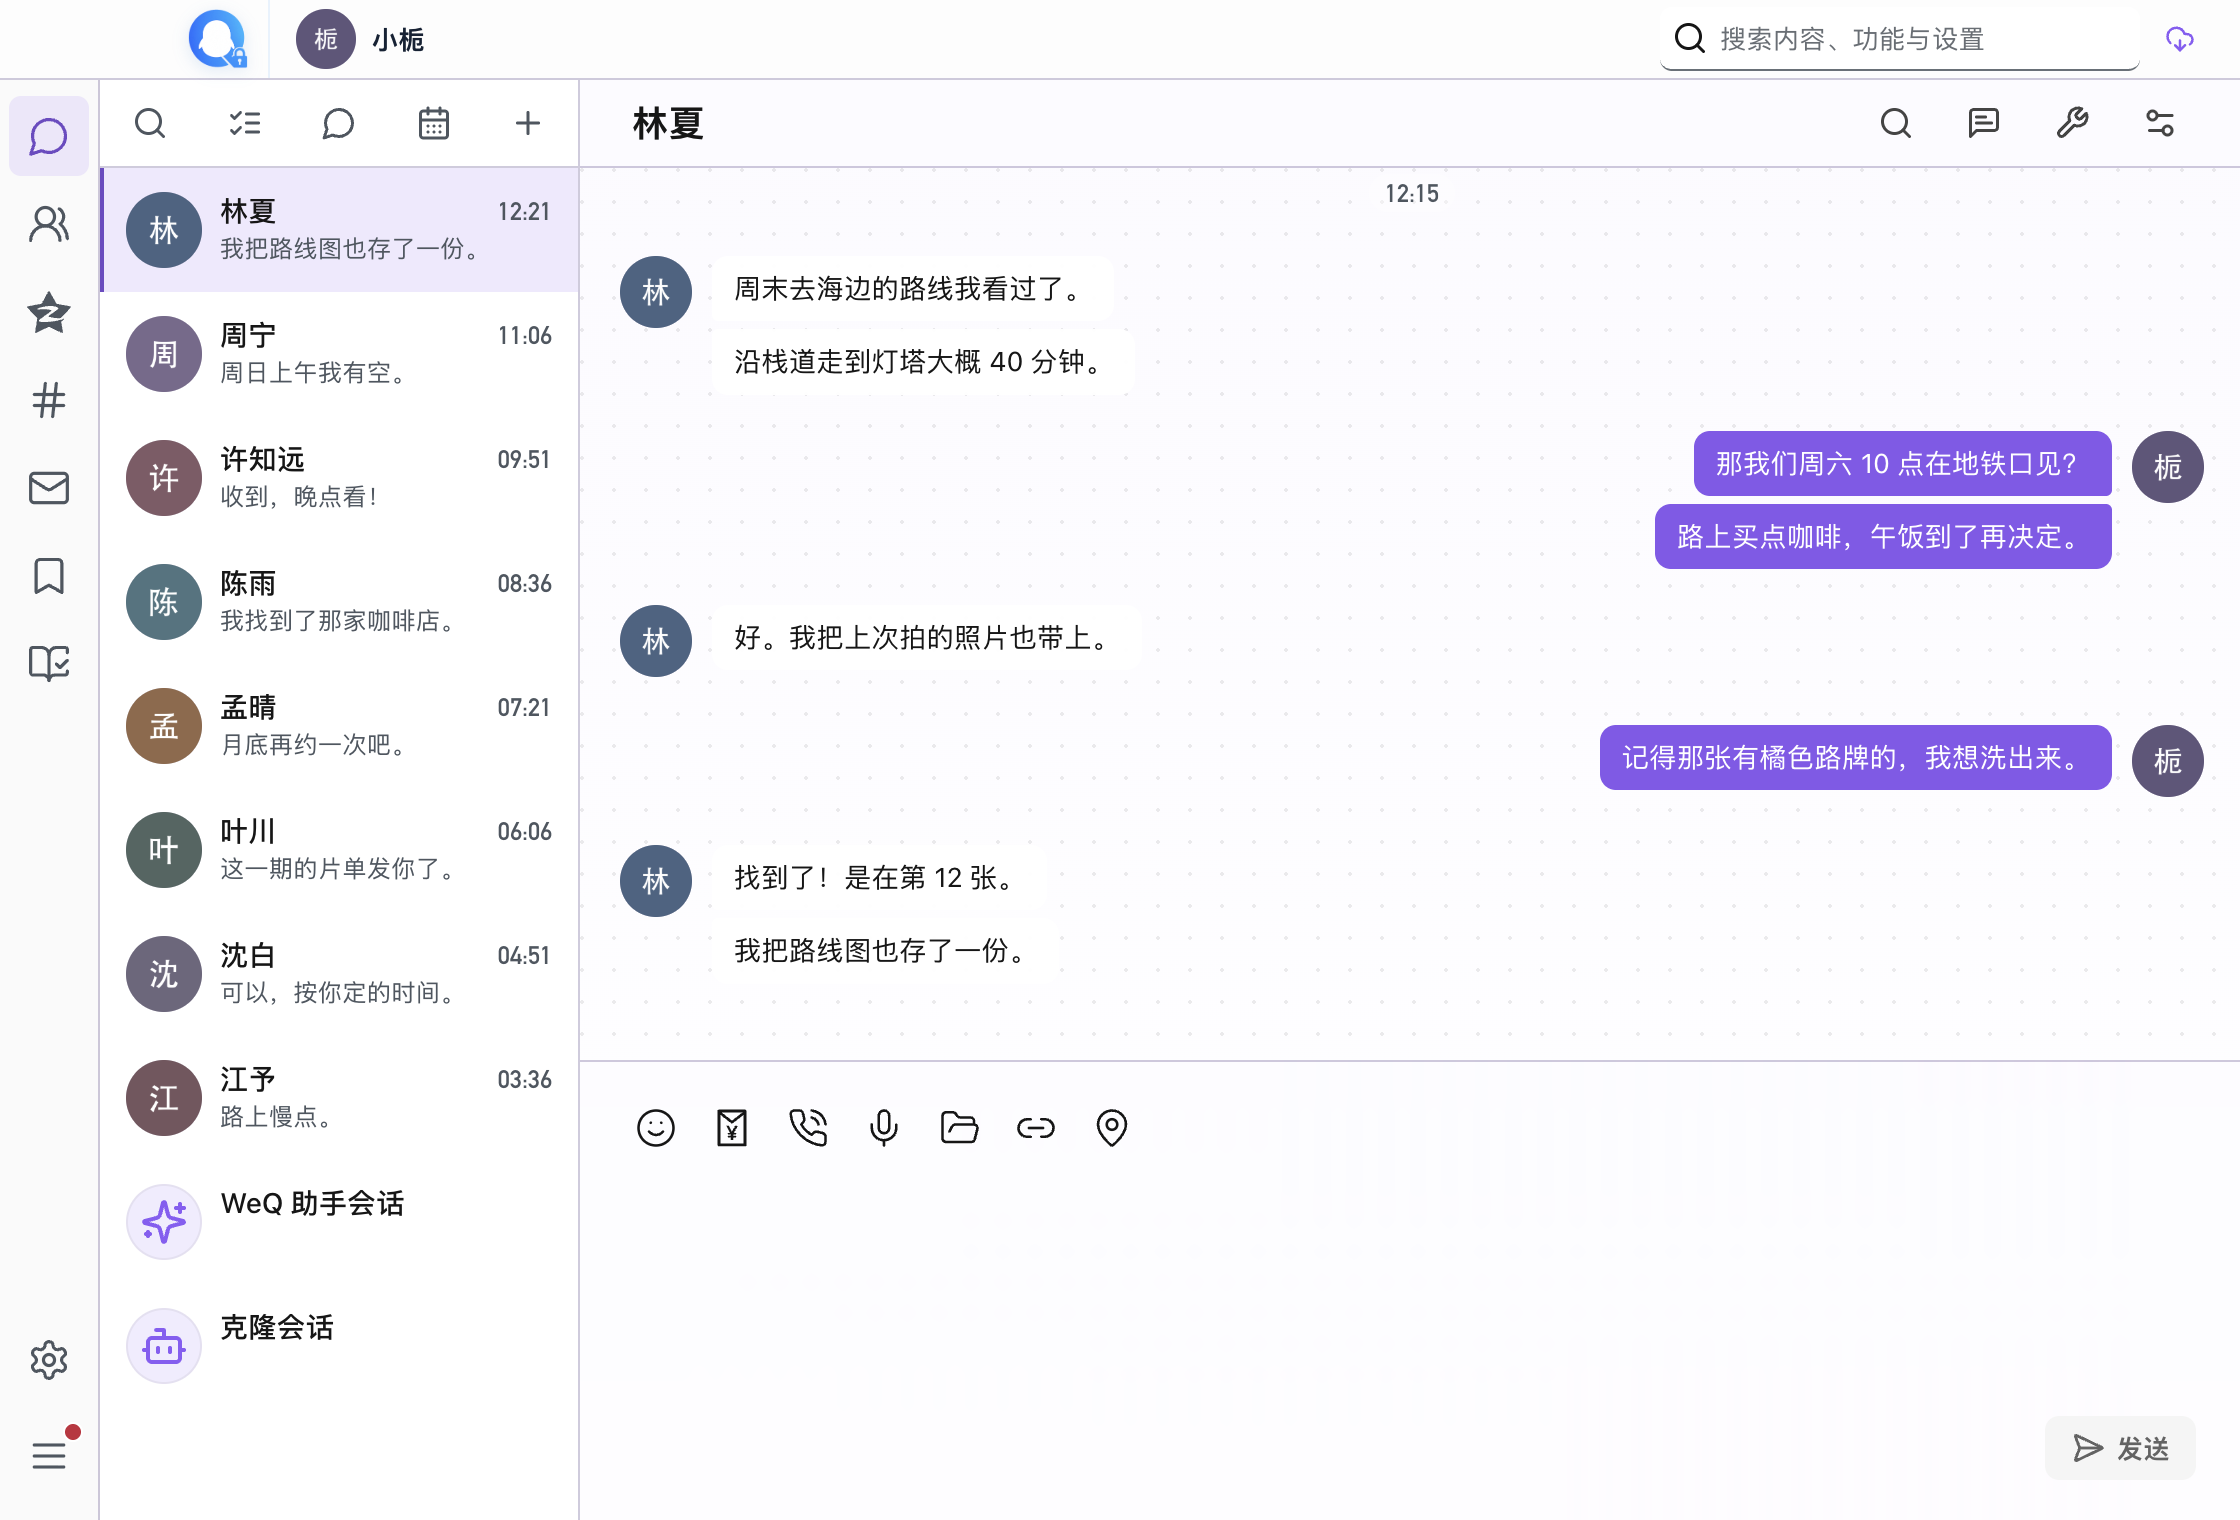 栀
小栀
搜索内容、功能与设置
林
林夏
12:21
我把路线图也存了一份。
周
周宁
11:06
周日上午我有空。
许
许知远
09:51
收到，晚点看！
陈
陈雨
08:36
我找到了那家咖啡店。
孟
孟晴
07:21
月底再约一次吧。
叶
叶川
06:06
这一期的片单发你了。
沈
沈白
04:51
可以，按你定的时间。
江
江予
03:36
路上慢点。
WeQ 助手会话
克隆会话
林夏
12:15
林
周末去海边的路线我看过了。
沿栈道走到灯塔大概 40 分钟。
那我们周六 10 点在地铁口见？
栀
路上买点咖啡，午饭到了再决定。
林
好。我把上次拍的照片也带上。
记得那张有橘色路牌的，我想洗出来。
栀
林
找到了！是在第 12 张。
我把路线图也存了一份。
¥
发送